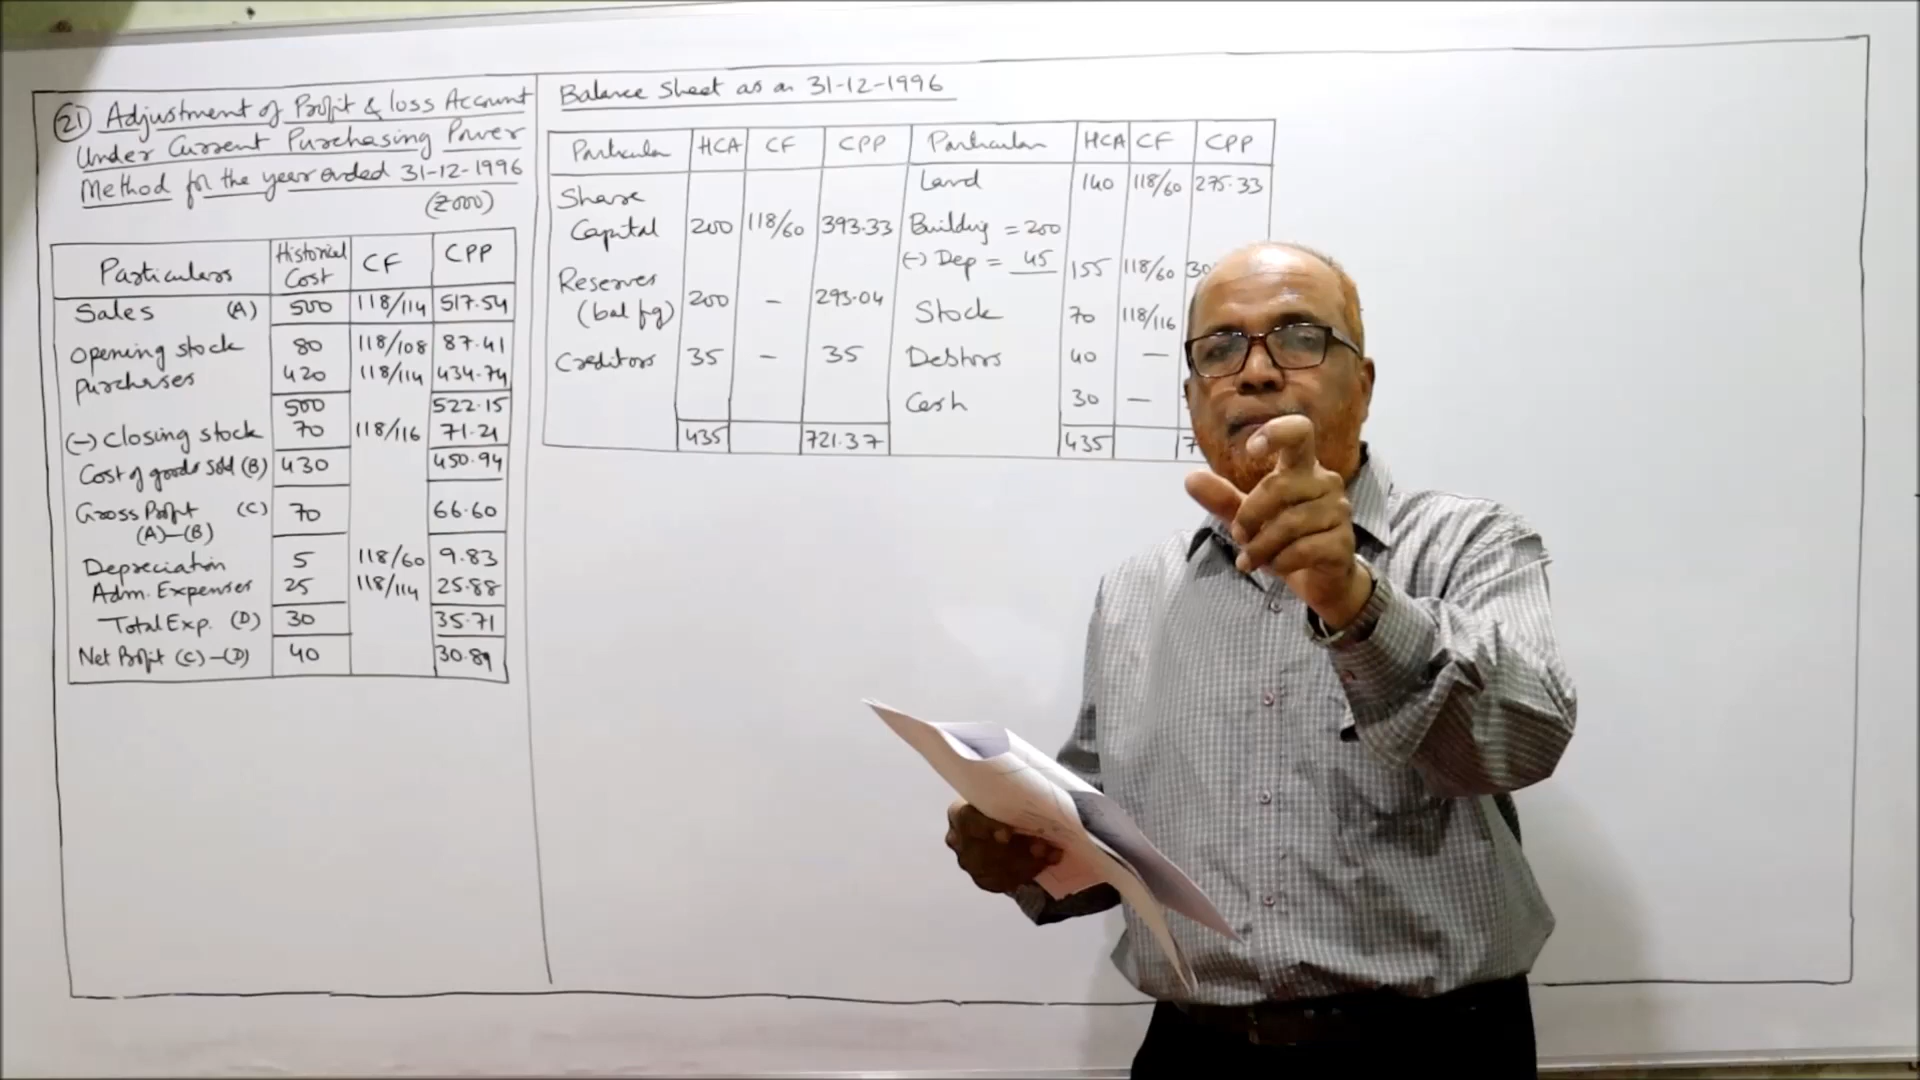 (21) Adjustment of Profit & loss Account
Under Current Purchasing Power
Method for the year ended 31-12-1996
(₹000)
Particulars Historical Cost CF CPP
Sales (A) 500 118/114 517.54
Opening stock 80 118/108 87.41
purchases 420 118/114 434.74
500 522.15
(-) Closing stock 70 118/116 71.21
Cost of goods sold (B) 430 450.94
Gross Profit (C) 70 66.60
(A)-(B)
Depreciation 5 118/60 9.83
Adm. Expenses 25 118/114 25.88
Total Exp. (D) 30 35.71
Net Profit (C)-(D) 40 30.89
Balance Sheet as on 31-12-1996
Particular HCA CF CPP Particular HCA CF CPP
Land 140 118/60 275.33
Share
Capital 200 118/60 393.33 Building = 200
(-) Dep = 45 155 118/60 30
Reserves
(bal fg) 200 - 293.04 Stock 70 118/116
Creditors 35 - 35 Debtors 40 -
Cash 30 -
435 721.37 435 7